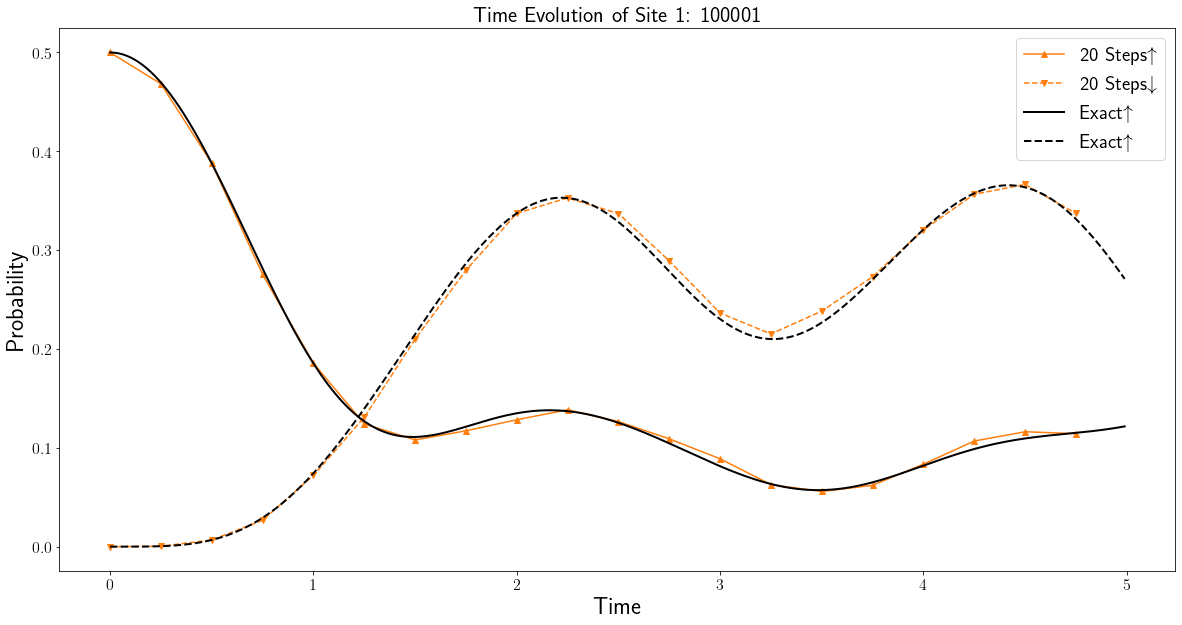 Time Evolution of Site 1: 100001
20 Steps↑
20 Steps↓
Exact↑
Exact↑
Probability
0.5
0.4
0.3
0.2
0.1
0.0
0 1 2 3 4 5
Time